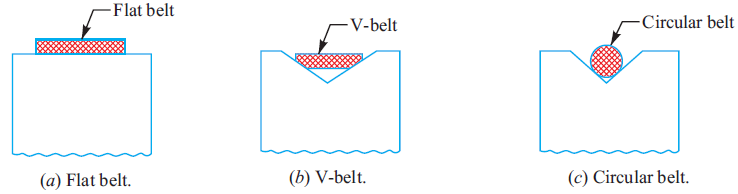 Flat belt
V-belt
Circular belt
(a) Flat belt.
(b) V-belt.
(c) Circular belt.